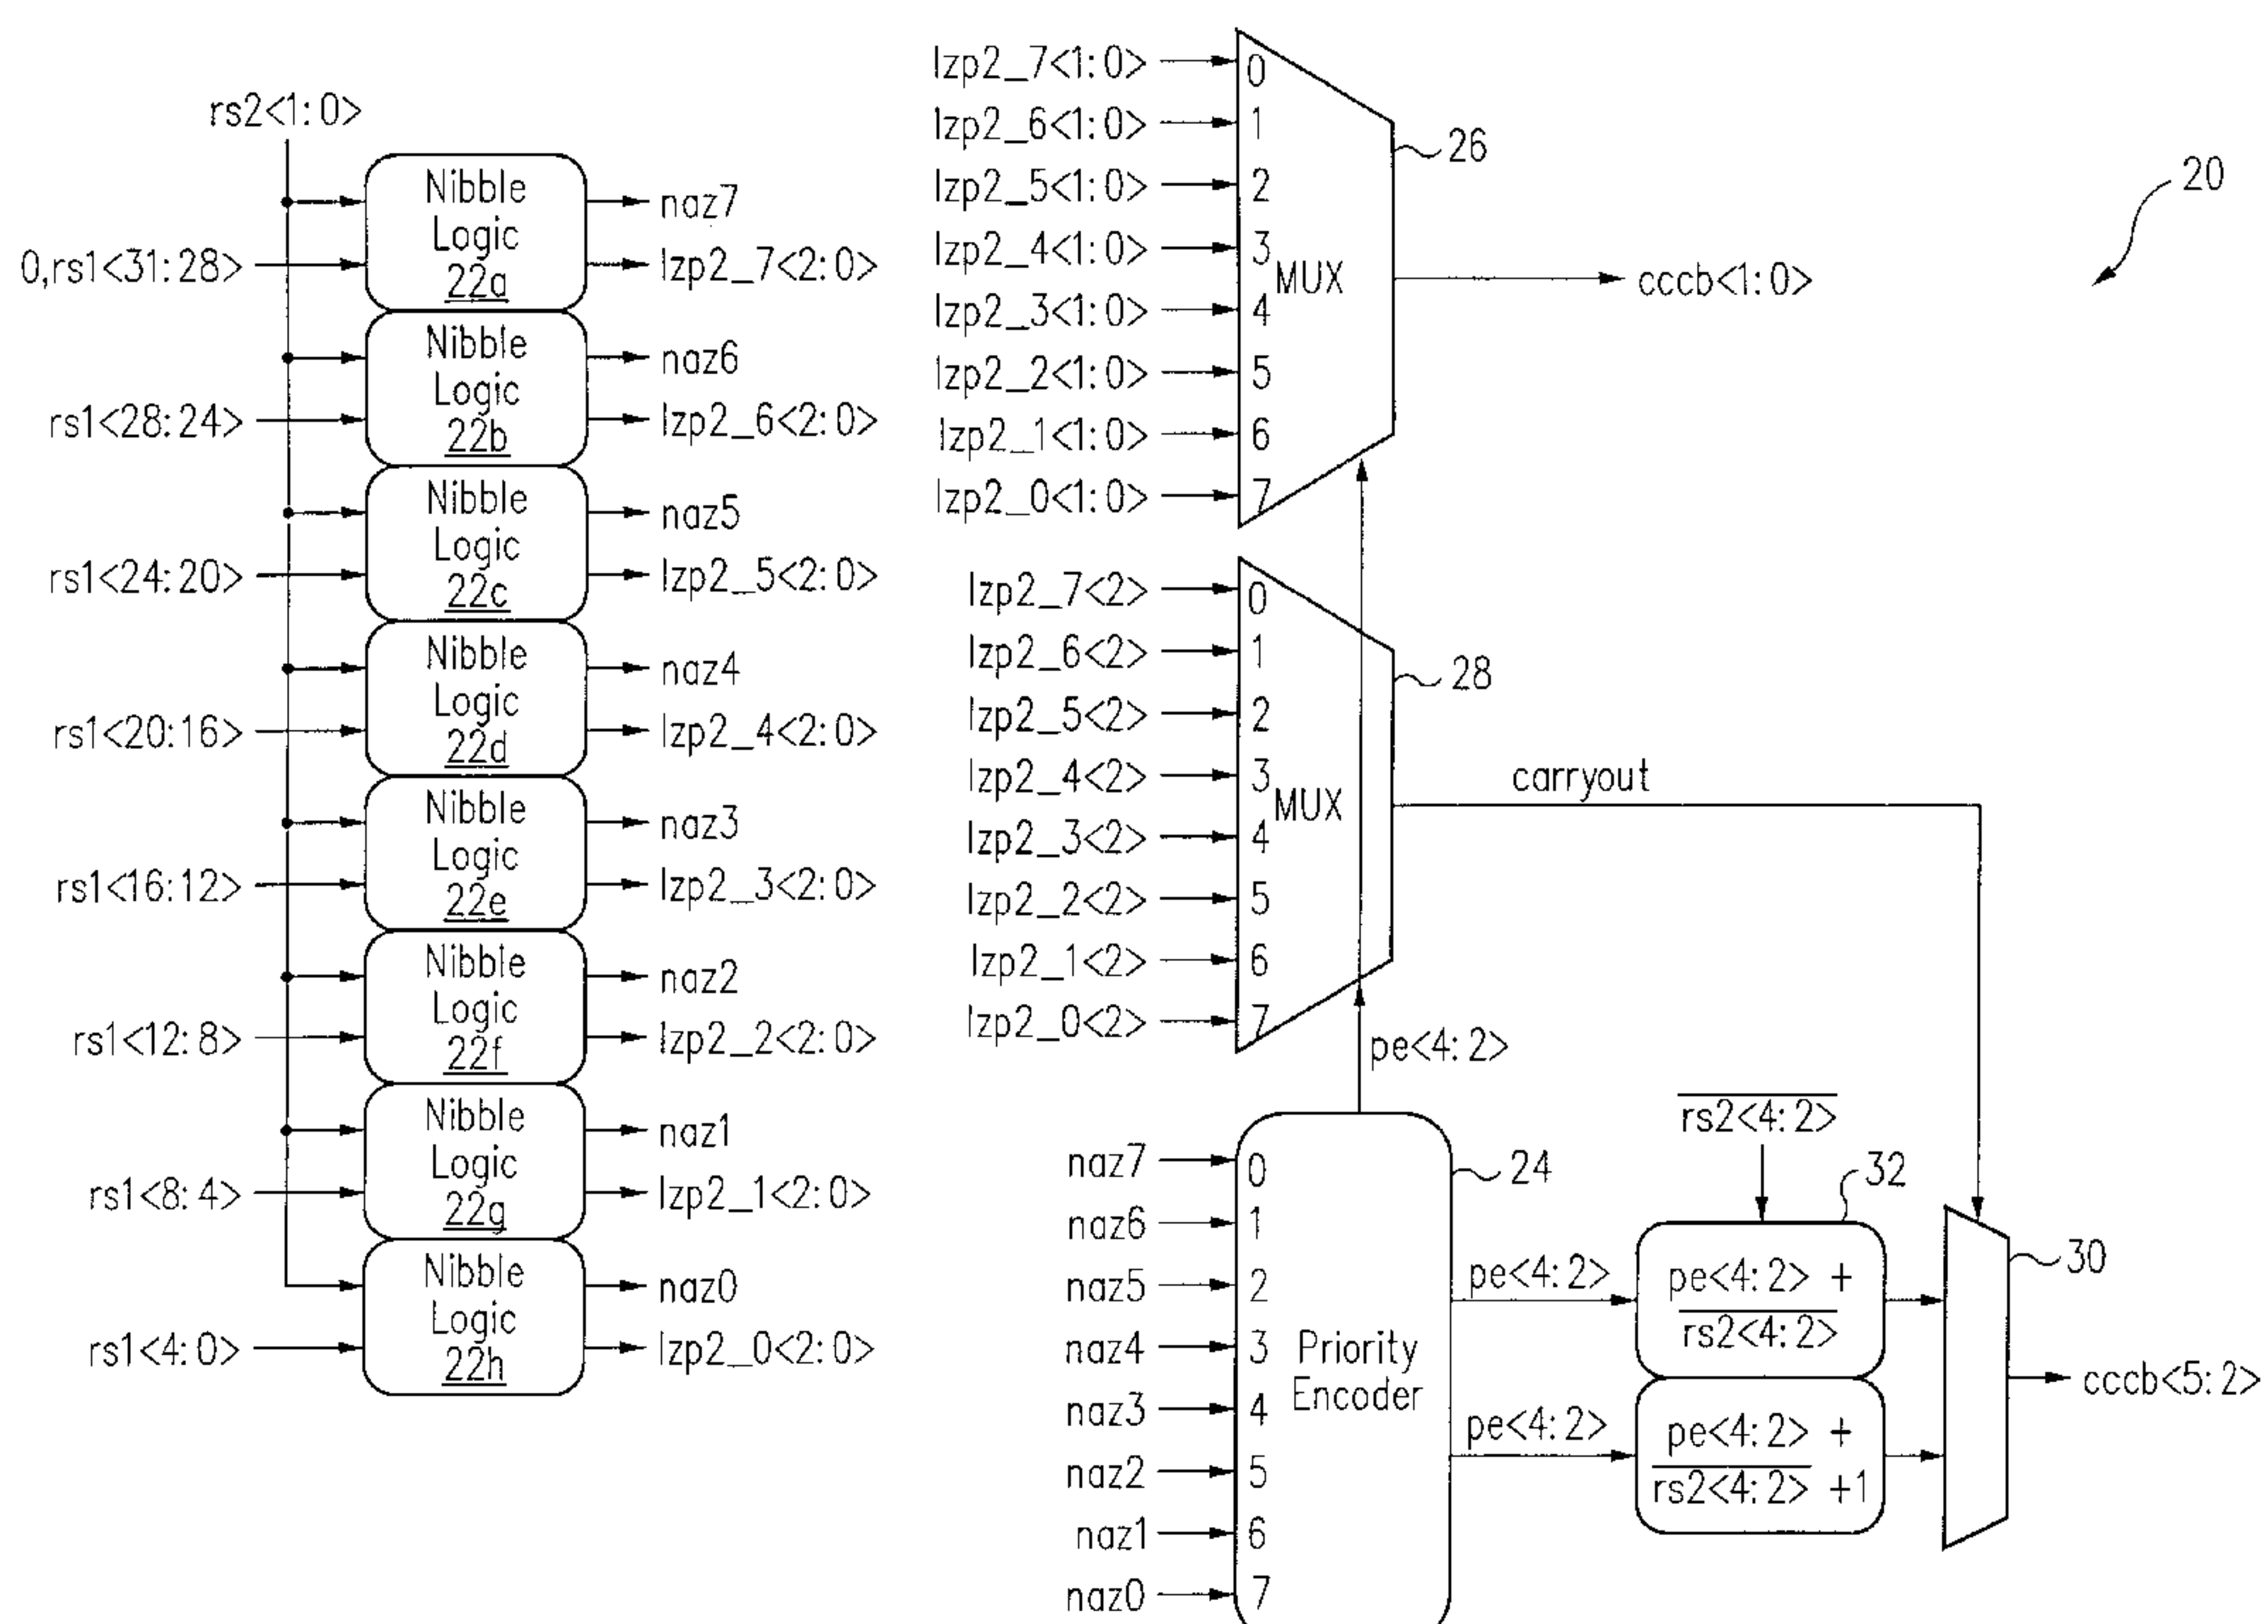 rs2<1:0>
0,rs1<31:28>
Nibble
Logic
22a
naz7
lzp2_7<2:0>
rs1<28:24>
Nibble
Logic
22b
naz6
lzp2_6<2:0>
rs1<24:20>
Nibble
Logic
22c
naz5
lzp2_5<2:0>
rs1<20:16>
Nibble
Logic
22d
naz4
lzp2_4<2:0>
rs1<16:12>
Nibble
Logic
22e
naz3
lzp2_3<2:0>
rs1<12:8>
Nibble
Logic
22f
naz2
lzp2_2<2:0>
rs1<8:4>
Nibble
Logic
22g
naz1
lzp2_1<2:0>
rs1<4:0>
Nibble
Logic
22h
naz0
lzp2_0<2:0>
lzp2_7<1:0> 0
lzp2_6<1:0> 1
lzp2_5<1:0> 2
lzp2_4<1:0> 3
lzp2_3<1:0> 4
lzp2_2<1:0> 5
lzp2_1<1:0> 6
lzp2_0<1:0> 7
MUX
26
cccb<1:0>
20
lzp2_7<2> 0
lzp2_6<2> 1
lzp2_5<2> 2
lzp2_4<2> 3
lzp2_3<2> 4
lzp2_2<2> 5
lzp2_1<2> 6
lzp2_0<2> 7
MUX
28
carryout
pe<4:2>
naz7 0
naz6 1
naz5 2
naz4 3
naz3 4
naz2 5
naz1 6
naz0 7
Priority
Encoder
24
pe<4:2>
pe<4:2>
rs2<4:2>
32
pe<4:2> +
rs2<4:2>
pe<4:2> +
rs2<4:2> +1
30
cccb<5:2>